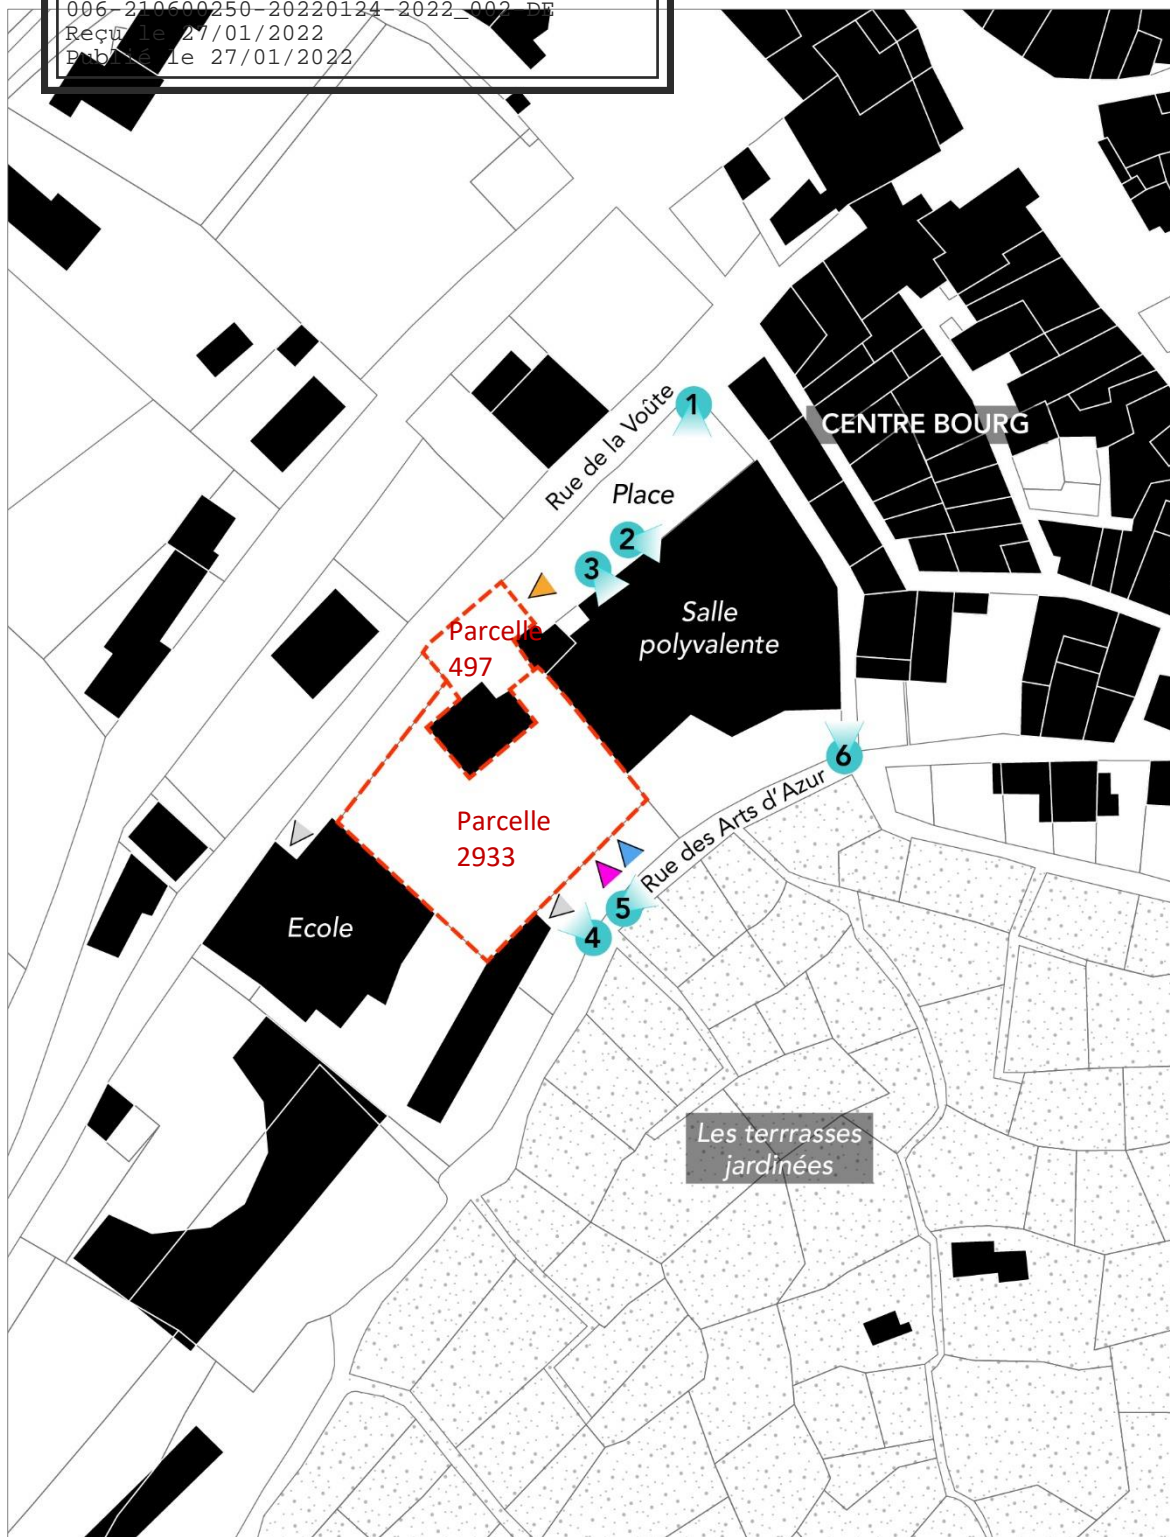 006-210600250-20220124-2022_002-DE
Reçu le 27/01/2022
Publié le 27/01/2022
1
Rue de la Voûte
CENTRE BOURG
Place
2
3
Salle
polyvalente
Parcelle
497
6
Rue des Arts d'Azur
Parcelle
2933
5
4
Ecole
Les terrrasses
jardinées